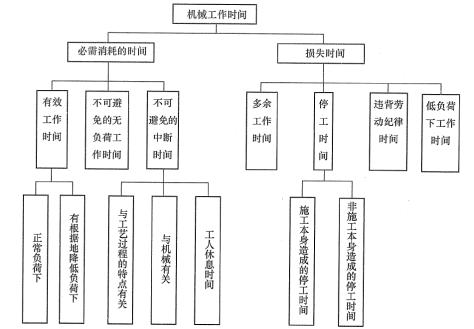 机械工作时间
必需消耗的时间
损失时间
有效
工作
时间
不可避
免的无
负荷工
作时间
不可
避免的
中断
时间
多余
工作
时间
停
工
时
间
违背劳
动纪律
时间
低负荷
下工作
时间
正常负荷下
有根据地降低负荷下
与工艺过程的特点有关
与机械有关
工人休息时间
施工本身造成的停工时间
非施工本身造成的停工时间